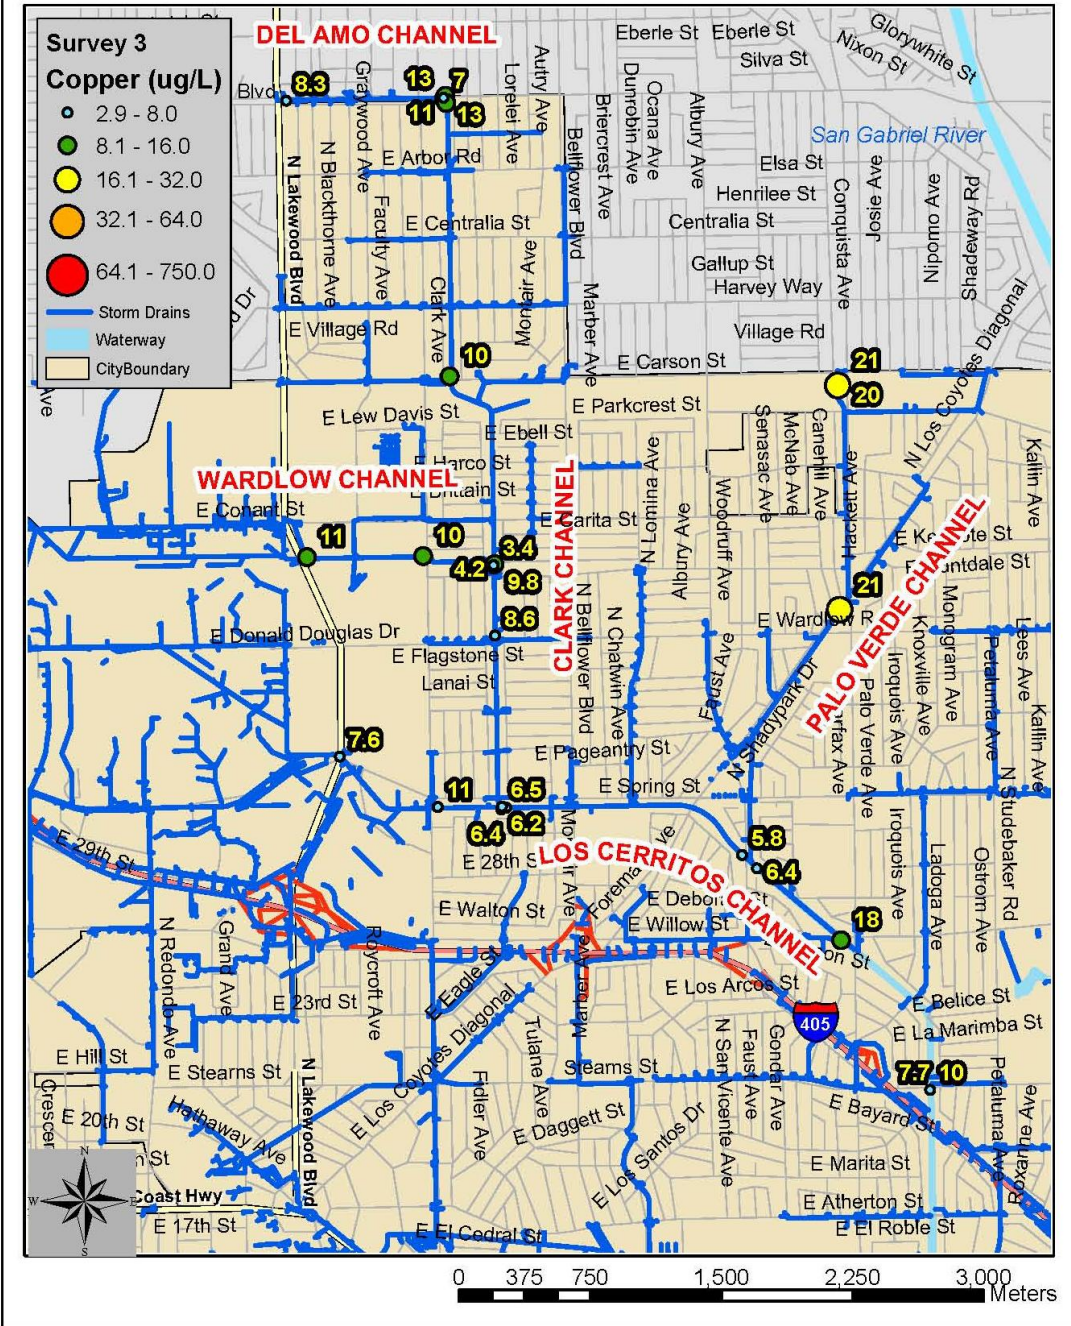 Survey 3
Copper (ug/L)
2.9 - 8.0
8.1 - 16.0
16.1 - 32.0
32.1 - 64.0
64.1 - 750.0
Storm Drains
Waterway
CityBoundary
DEL AMO CHANNEL
Eberle St
Eberle St
Glorywhite St
Nixon St
Silva St
Blvd
8.3
13
7
11
13
Graywood Ave
Lorelei Ave
Autry Ave
Dunrobin Ave
Ocana Ave
Albury Ave
Briercrest Ave
Bellflower Blvd
San Gabriel River
E Arbor Rd
Elsa St
Henrilee St
N Lakewood Blvd
N Blackthorne Ave
Faculty Ave
E Centralia St
Centralia St
Conquista Ave
Josie Ave
Nipomo Ave
Shadeway Rd
Gallup St
Harvey Way
Clark Ave
Marber Ave
E Village Rd
Village Rd
N Los Coyotes Diagonal
10
E Carson St
21
20
Ave
E Lew Davis St
E Parkcrest St
E Ebell St
Senasac Ave
McNab Ave
Canehill Ave
Hackett Ave
Kallin Ave
E Harco St
WARDLOW CHANNEL
E Brittain St
E Conant St
CLARK CHANNEL
E Carita St
N Lomina Ave
Albury Ave
Woodruff Ave
11
10
3.4
4.2
9.8
PALO VERDE CHANNEL
8.6
E Donald Douglas Dr
E Flagstone St
Lanai St
N Bellflower Blvd
N Chatwin Ave
Faust Ave
21
E Wardlow R
N Shadypark Dr
Palo Verde Ave
Iroquois Ave
Knoxville Ave
Monogram Ave
Petaluma Ave
Lees Ave
Kallin Ave
7.6
E Pageantry St
E Spring St
11
6.5
6.4
6.2
N Studebaker Rd
E 29th St
E 28th S
LOS CERRITOS CHANNEL
5.8
6.4
Iroquois Ave
Ladoga Ave
Ostrom Ave
E Walton St
E Willow St
18
N Redondo Ave
Grand Ave
Roycroft Ave
E Eagle St
E Los Arcos St
E Belice St
E La Marimba St
E 23rd St
E Los Coyotes Diagonal
Tulane Ave
Marber Ave
405
E Hill St
E Stearns St
Stearns St
N San Vicente Ave
Faust Ave
Gondar Ave
7.7
10
Petaluma Ave
Roxanne Ave
Crescen
E 20th St
Hathaway Ave
N Lakewood Blvd
Fidler Ave
E Daggett St
E Los Santos Dr
E Bayard St
E Marita St
N
W
E
S
Coast Hwy
E 17th St
E El Cedral St
E Atherton St
E El Roble St
0 375 750 1,500 2,250 3,000
Meters